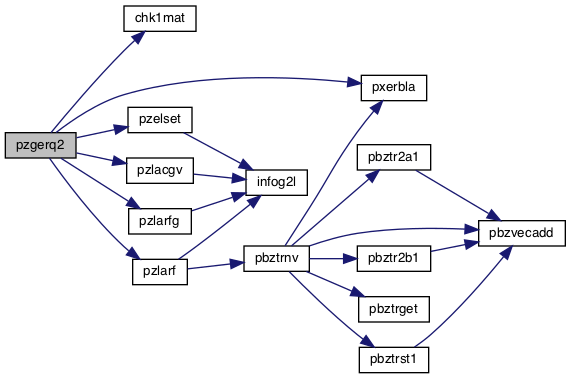 chk1mat
pxerbla
pzgerq2
pzelset
pbztr2a1
pzlacgv
infog2l
pzlarfg
pbzvecadd
pzlarf
pbztrnv
pbztr2b1
pbztrget
pbztrst1